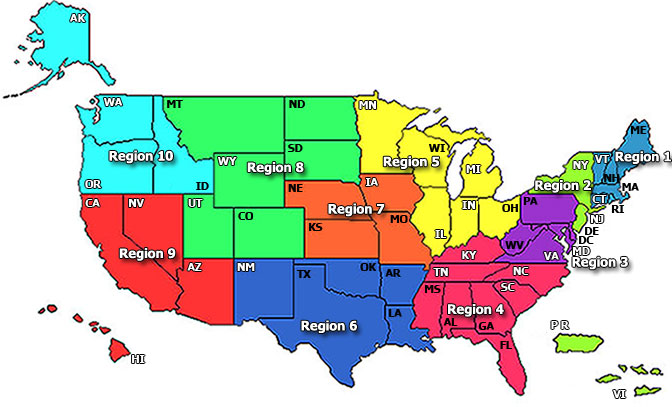 AK
WA
MT
ND
MN
ME
WI
VT
SD
MI
NY
NH
Region 1
Region 10
Region 8
Region 5
WY
OR
ID
Region 2
MA
NE
IA
CT
RI
CA
NV
UT
Region 7
IL
IN
OH
PA
NJ
CO
KS
MO
DE
DC
WV
MD
VA
Region 3
Region 9
KY
AZ
NM
TX
OK
AR
TN
NC
MS
SC
LA
Region 4
AL
GA
Region 6
FL
PR
HI
VI